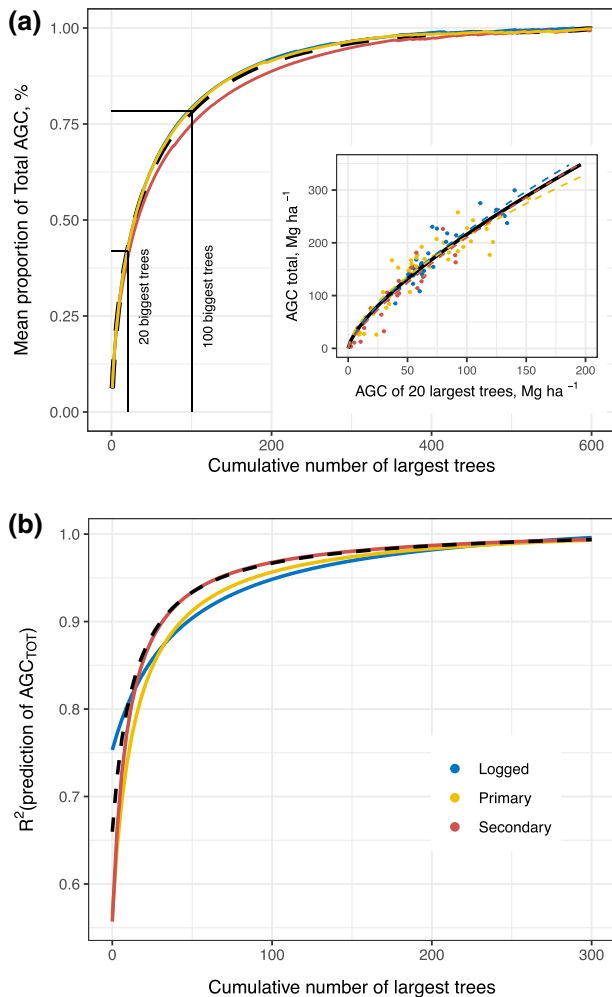 (a)
Mean proportion of Total AGC, %
1.00
0.75
0.50
0.25
0.00
20 biggest trees
100 biggest trees
AGC total, Mg ha −1
300
200
100
0
0 50 100 150 200
AGC of 20 largest trees, Mg ha −1
0 200 400 600
Cumulative number of largest trees
(b)
R2(prediction of AGCTOT)
1.0
0.9
0.8
0.7
0.6
Logged
Primary
Secondary
0 100 200 300
Cumulative number of largest trees